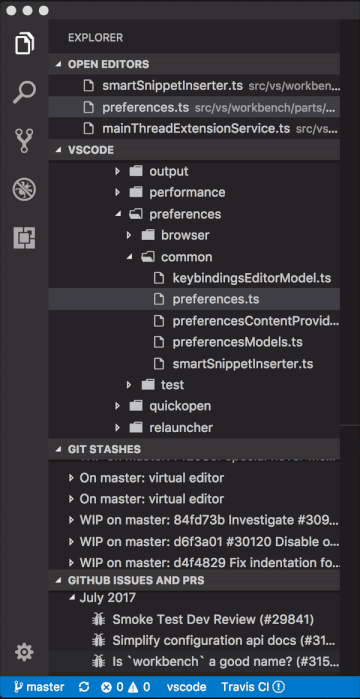 EXPLORER
OPEN EDITORS
smartSnippetInserter.ts src/vs/workben...
preferences.ts src/vs/workbench/parts/...
mainThreadExtensionService.ts src/vs...
VSCODE
output
performance
preferences
browser
common
keybindingsEditorModel.ts
preferences.ts
preferencesContentProvid...
preferencesModels.ts
smartSnippetInserter.ts
test
quickopen
relauncher
GIT STASHES
On master: virtual editor
On master: virtual editor
WIP on master: 84fd73b Investigate #309...
WIP on master: d6f3a01 #30120 Disable o...
WIP on master: d4f4829 Fix indentation fo...
GITHUB ISSUES AND PRS
July 2017
Smoke Test Dev Review (#29841)
Simplify configuration api docs (#31...
Is `workbench` a good name? (#315...
master 0 0 vscode Travis CI